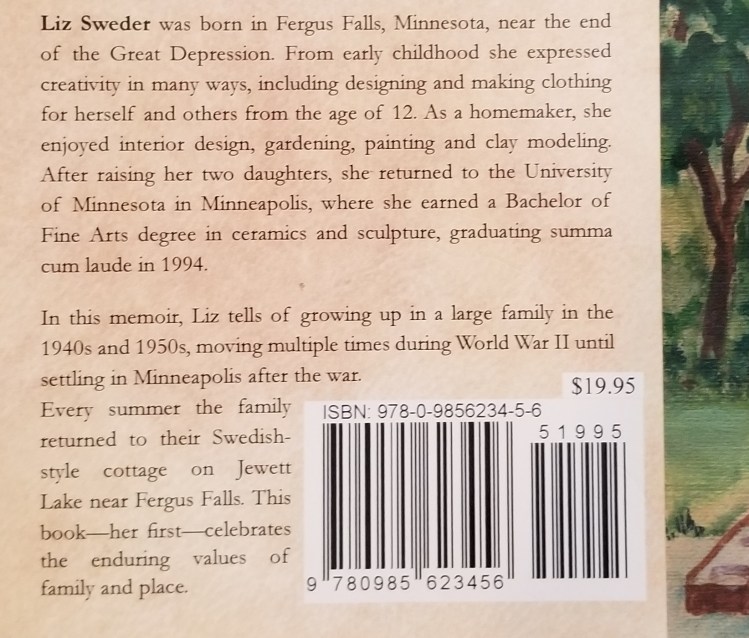 Liz Sweder was born in Fergus Falls, Minnesota, near the end
of the Great Depression. From early childhood she expressed
creativity in many ways, including designing and making clothing
for herself and others from the age of 12. As a homemaker, she
enjoyed interior design, gardening, painting and clay modeling.
After raising her two daughters, she returned to the University
of Minnesota in Minneapolis, where she earned a Bachelor of
Fine Arts degree in ceramics and sculpture, graduating summa
cum laude in 1994.
In this memoir, Liz tells of growing up in a large family in the
1940s and 1950s, moving multiple times during World War II until
settling in Minneapolis after the war.
Every summer the family
returned to their Swedish-
style cottage on Jewett
Lake near Fergus Falls. This
book—her first—celebrates
the enduring values of
family and place.
$19.95
ISBN: 978-0-9856234-5-6
51995
9 780985 623456